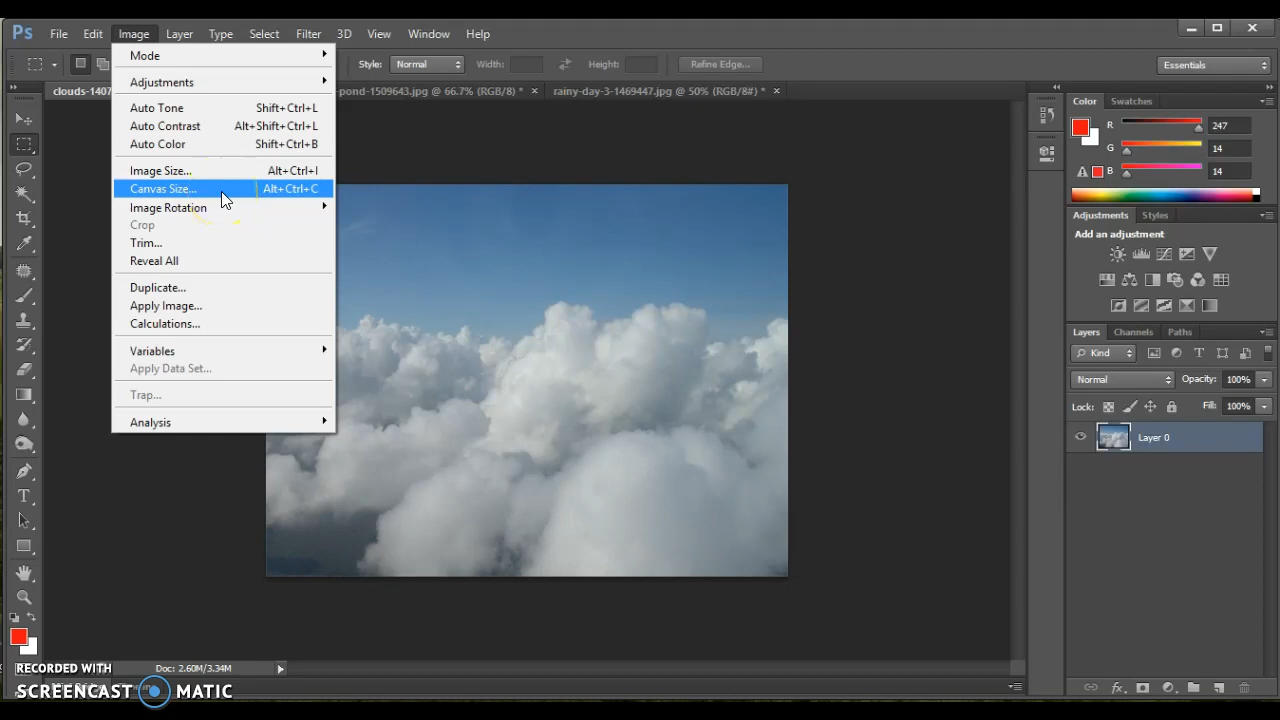 Ps File Edit Image Layer Type Select Filter 3D View Window Help
Style: Normal Width: Height: Refine Edge... Essentials
clouds-1407 -pond-1509643.jpg @ 66.7% (RGB/8) * × rainy-day-3-1469447.jpg @ 50% (RGB/8#) * ×
Mode
Adjustments
Auto Tone Shift+Ctrl+L
Auto Contrast Alt+Shift+Ctrl+L
Auto Color Shift+Ctrl+B
Image Size... Alt+Ctrl+I
Canvas Size... Alt+Ctrl+C
Image Rotation
Crop
Trim...
Reveal All
Duplicate...
Apply Image...
Calculations...
Variables
Apply Data Set...
Trap...
Analysis
Color Swatches
R 247
G 14
B 14
Adjustments Styles
Add an adjustment
Layers Channels Paths
Kind
Normal Opacity: 100%
Lock: Fill: 100%
Layer 0
Doc: 2.60M/3.34M
RECORDED WITH
SCREENCAST MATIC